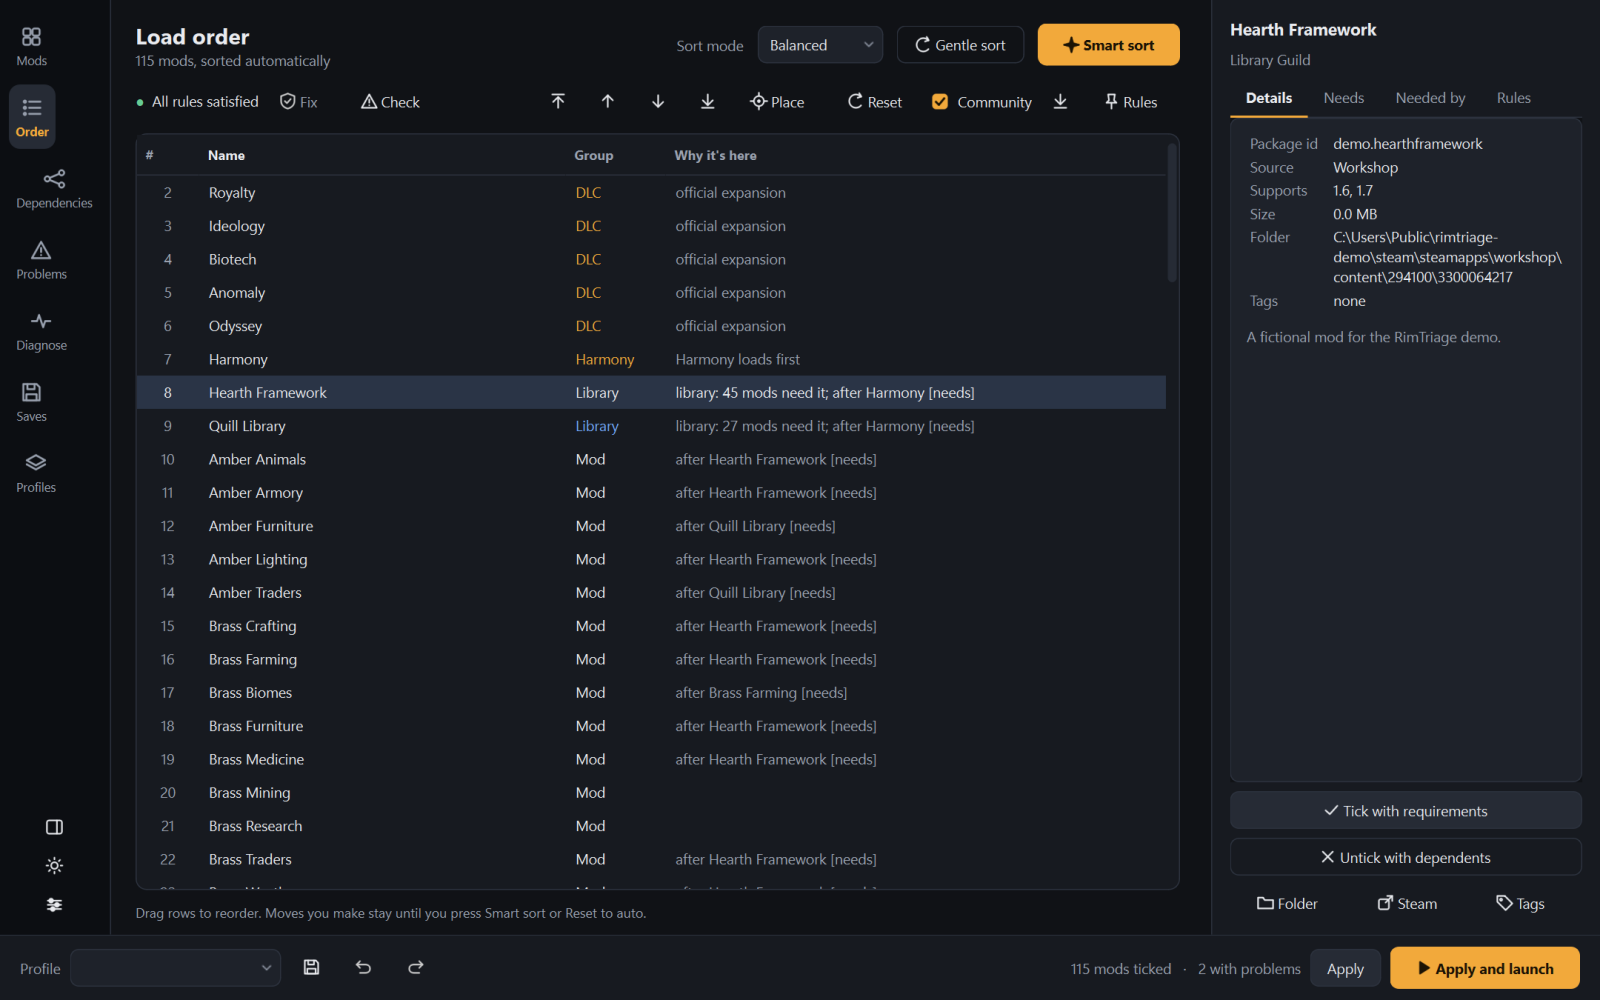 Mods
Order
Dependencies
Problems
Diagnose
Saves
Profiles
Load order
115 mods, sorted automatically
Sort mode
Balanced
Gentle sort
Smart sort
All rules satisfied
Fix
Check
Place
Reset
Community
Rules
# Name Group Why it's here
2 Royalty DLC official expansion
3 Ideology DLC official expansion
4 Biotech DLC official expansion
5 Anomaly DLC official expansion
6 Odyssey DLC official expansion
7 Harmony Harmony Harmony loads first
8 Hearth Framework Library library: 45 mods need it; after Harmony [needs]
9 Quill Library Library library: 27 mods need it; after Harmony [needs]
10 Amber Animals Mod after Hearth Framework [needs]
11 Amber Armory Mod after Hearth Framework [needs]
12 Amber Furniture Mod after Quill Library [needs]
13 Amber Lighting Mod after Hearth Framework [needs]
14 Amber Traders Mod after Quill Library [needs]
15 Brass Crafting Mod after Hearth Framework [needs]
16 Brass Farming Mod after Hearth Framework [needs]
17 Brass Biomes Mod after Brass Farming [needs]
18 Brass Furniture Mod after Hearth Framework [needs]
19 Brass Medicine Mod after Hearth Framework [needs]
20 Brass Mining Mod
21 Brass Research Mod
22 Brass Traders Mod after Hearth Framework [needs]
Drag rows to reorder. Moves you make stay until you press Smart sort or Reset to auto.
Hearth Framework
Library Guild
Details Needs Needed by Rules
Package id demo.hearthframework
Source Workshop
Supports 1.6, 1.7
Size 0.0 MB
Folder C:\Users\Public\rimtriage-
demo\steam\steamapps\workshop\
content\294100\3300064217
Tags none
A fictional mod for the RimTriage demo.
Tick with requirements
Untick with dependents
Folder Steam Tags
Profile
115 mods ticked · 2 with problems
Apply
Apply and launch